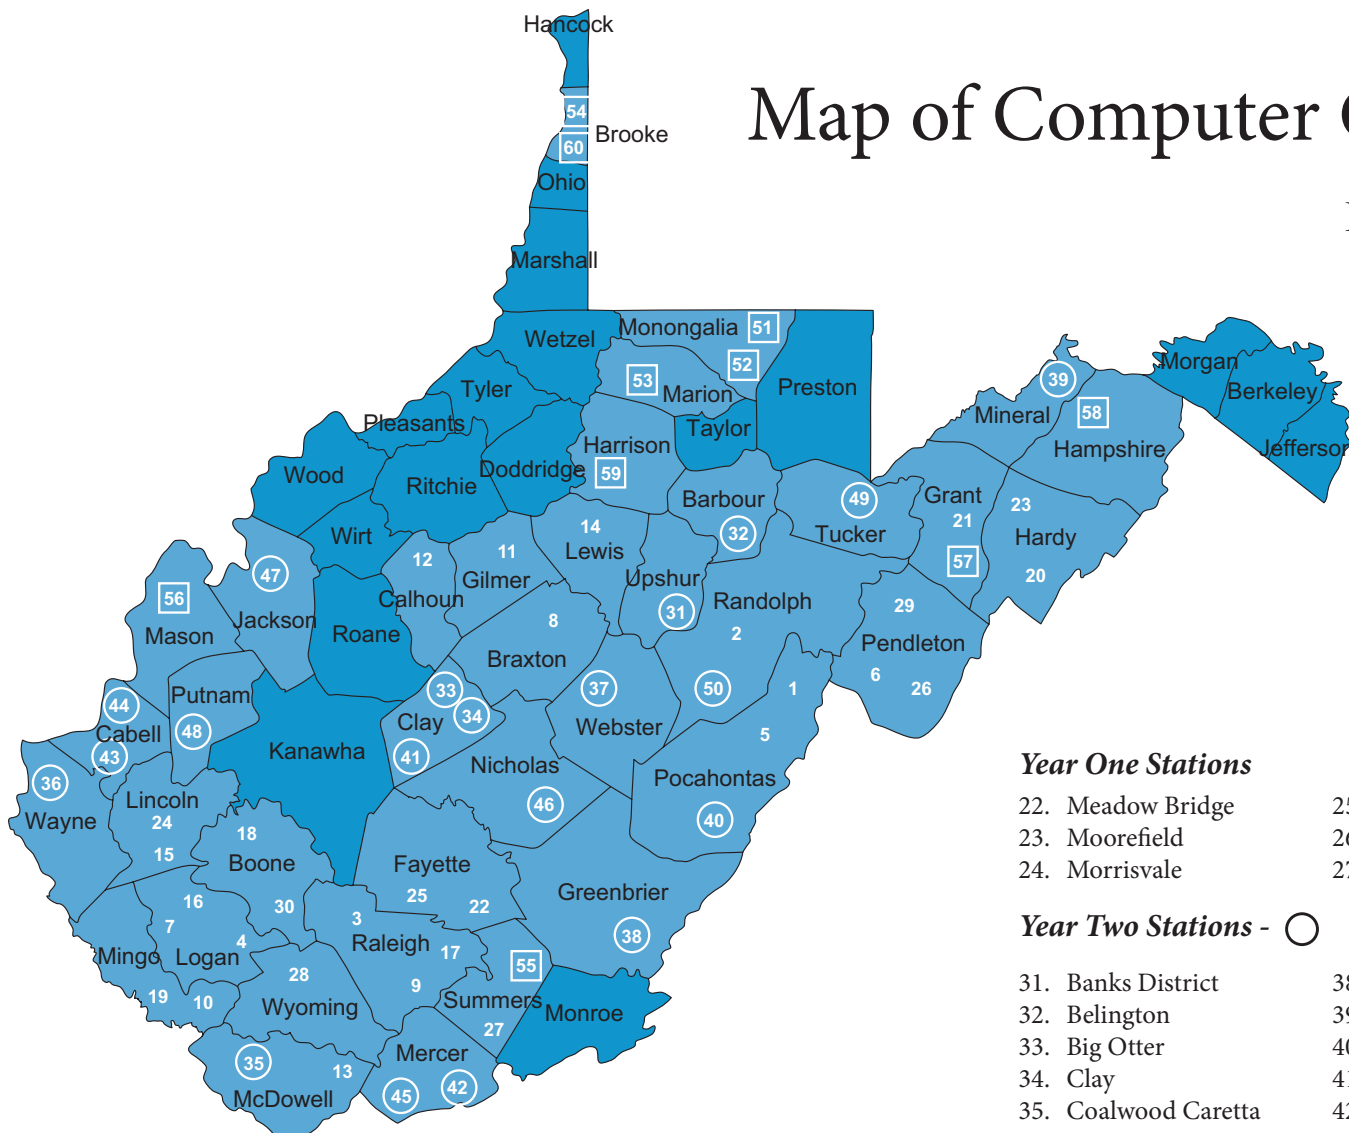 Hancock
Map of Computer
54
Brooke
60
Ohio
Marshall
Monongalia 51
Wetzel
52
Morgan
53
Marion
Preston
39
Tyler
Berkeley
Mineral 58
Pleasants
Taylor
Harrison
Hampshire
Jefferson
Wood
Doddridge
59
Ritchie
Barbour
49
Grant
23
21
14
32
Tucker
Wirt
Hardy
Lewis
12
11
57
47
Gilmer
Upshur
20
56
Calhoun
Randolph
29
Jackson
31
8
Mason
Roane
2
Pendleton
Braxton
6
26
Putnam
33
37
50
1
44
34
Clay
Webster
48
Cabell
5
43
41
Kanawha
Nicholas
Pocahontas
36
Lincoln
46
40
Wayne
24
18
15
Boone
Fayette
Greenbrier
16
25
22
30
3
7
38
4
Raleigh
17
Mingo
Logan
55
28
9
19
10
Wyoming
Summers
Monroe
27
Mercer
35
13
42
45
McDowell
Year One Stations
22. Meadow Bridge
23. Moorefield
24. Morrisvale
Year Two Stations -
31. Banks District
32. Belington
33. Big Otter
34. Clay
35. Coalwood Caretta